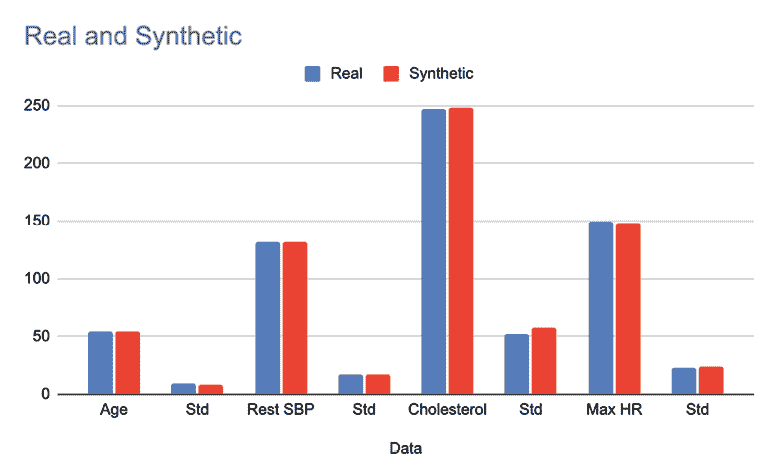 Real and Synthetic
Real Synthetic
250
200
150
100
50
0
Age Std Rest SBP Std Cholesterol Std Max HR Std
Data